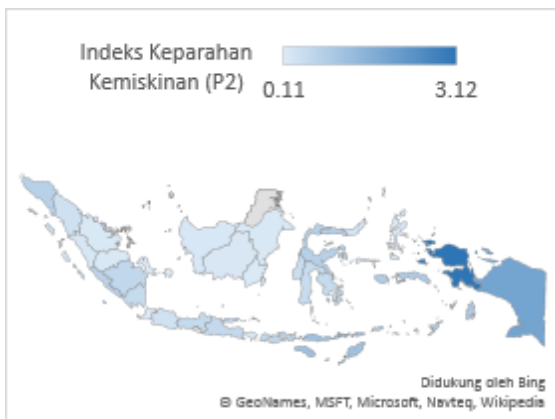 Indeks Keparahan
Kemiskinan (P2)
0.11 3.12
Didukung oleh Bing
© GeoNames, MSFT, Microsoft, Navteq, Wikipedia